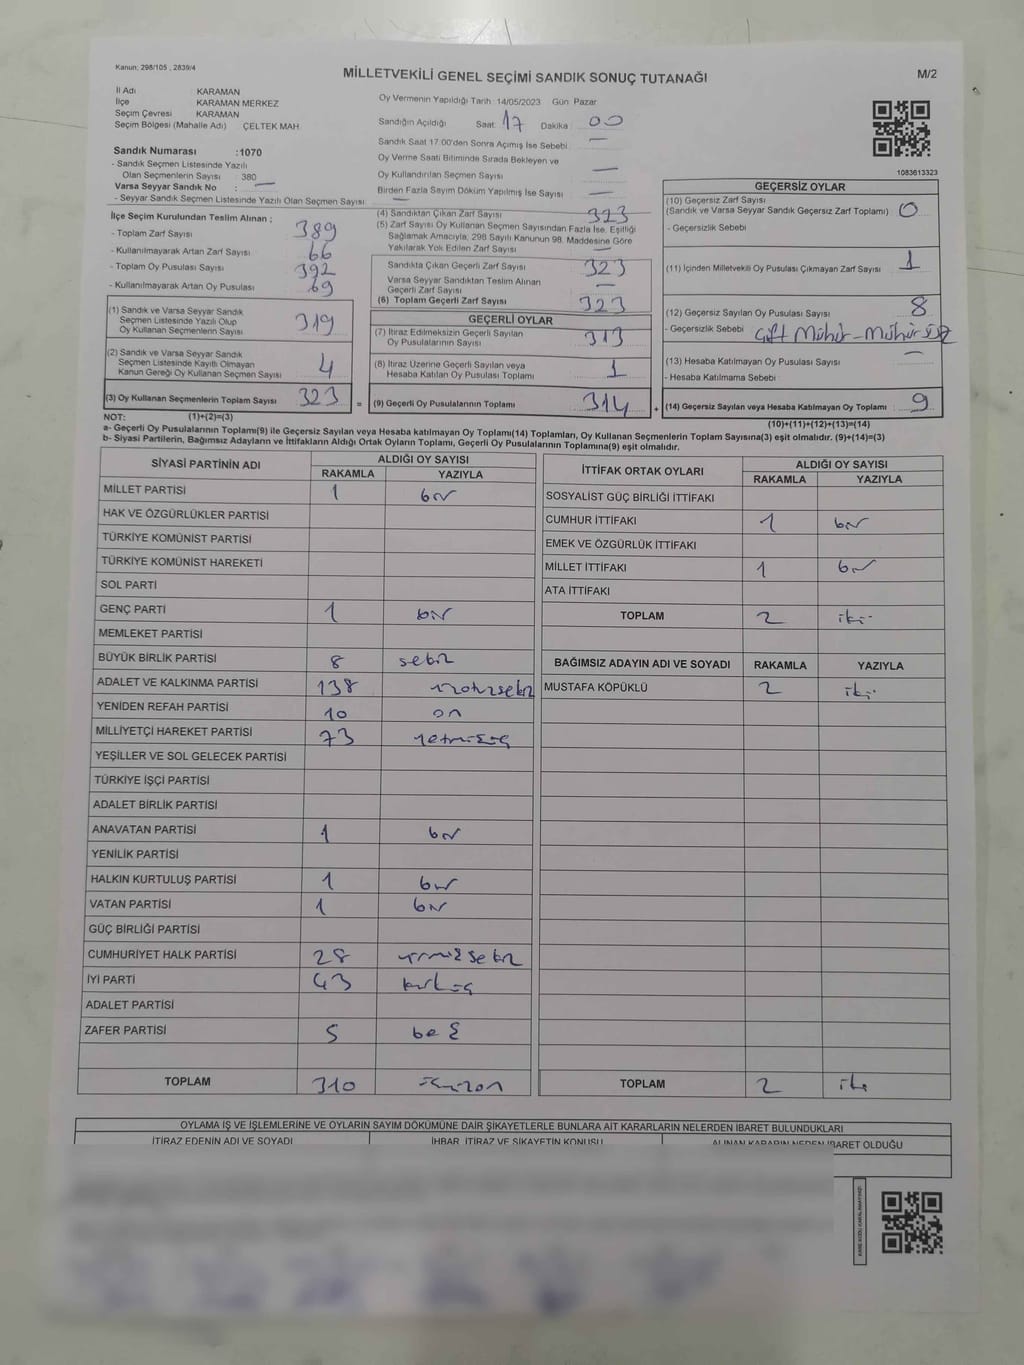 Kanun: 298/105 , 2839/4
MİLLETVEKİLİ GENEL SEÇİMİ SANDIK SONUÇ TUTANAĞI
M/2
İl Adı KARAMAN
İlçe KARAMAN MERKEZ
Seçim Çevresi KARAMAN
Seçim Bölgesi (Mahalle Adı) ÇELTEK MAH.
Oy Vermenin Yapıldığı Tarih :14/05/2023 Gün: Pazar
Sandığın Açıldığı Saat: 17 Dakika : 00
Sandık Saat 17:00'den Sonra Açılmış İse Sebebi : —
Oy Verme Saati Bitiminde Sırada Bekleyen ve
Oy Kullandırılan Seçmen Sayısı —
Birden Fazla Sayım Döküm Yapılmış İse Sayısı —
Sandık Numarası :1070
- Sandık Seçmen Listesinde Yazılı
Olan Seçmenlerin Sayısı : 380
Varsa Seyyar Sandık No : —
- Seyyar Sandık Seçmen Listesinde Yazılı Olan Seçmen Sayısı : —
1083613323
İlçe Seçim Kurulundan Teslim Alınan ;
- Toplam Zarf Sayısı : 389
- Kullanılmayarak Artan Zarf Sayısı : 66
- Toplam Oy Pusulası Sayısı : 392
- Kullanılmayarak Artan Oy Pusulası : 69
(1) Sandık ve Varsa Seyyar Sandık
Seçmen Listesinde Yazılı Olup
Oy Kullanan Seçmenlerin Sayısı 319
(2) Sandık ve Varsa Seyyar Sandık
Seçmen Listesinde Kayıtlı Olmayan
Kanun Gereği Oy Kullanan Seçmen Sayısı 4
(3) Oy Kullanan Seçmenlerin Toplam Sayısı 323
(4) Sandıktan Çıkan Zarf Sayısı : 323
(5) Zarf Sayısı Oy Kullanan Seçmen Sayısından Fazla İse, Eşitliği
Sağlamak Amacıyla, 298 Sayılı Kanunun 98. Maddesine Göre
Yakılarak Yok Edilen Zarf Sayısı : —
Sandıkta Çıkan Geçerli Zarf Sayısı 323
Varsa Seyyar Sandıktan Teslim Alınan
Geçerli Zarf Sayısı —
(6) Toplam Geçerli Zarf Sayısı 323
GEÇERLİ OYLAR
(7) İtiraz Edilmeksizin Geçerli Sayılan
Oy Pusulalarının Sayısı 313
(8) İtiraz Üzerine Geçerli Sayılan veya
Hesaba Katılan Oy Pusulası Toplamı 1
= (9) Geçerli Oy Pusulalarının Toplamı 314
GEÇERSİZ OYLAR
(10) Geçersiz Zarf Sayısı
(Sandık ve Varsa Seyyar Sandık Geçersiz Zarf Toplamı) 0
- Geçersizlik Sebebi :
(11) İçinden Milletvekili Oy Pusulası Çıkmayan Zarf Sayısı : 1
(12) Geçersiz Sayılan Oy Pusulası Sayısı : 8
- Geçersizlik Sebebi : Çift Mühür - Mühürsüz
(13) Hesaba Katılmayan Oy Pusulası Sayısı : —
- Hesaba Katılmama Sebebi :
+ (14) Geçersiz Sayılan veya Hesaba Katılmayan Oy Toplamı 9
NOT: (1)+(2)=(3)
(10)+(11)+(12)+(13)=(14)
a- Geçerli Oy Pusulalarının Toplamı(9) ile Geçersiz Sayılan veya Hesaba katılmayan Oy Toplamı(14) Toplamları, Oy Kullanan Seçmenlerin Toplam Sayısına(3) eşit olmalıdır. (9)+(14)=(3)
b- Siyasi Partilerin, Bağımsız Adayların ve İttifakların Aldığı Ortak Oyların Toplamı, Geçerli Oy Pusulalarının Toplamına(9) eşit olmalıdır.
SİYASİ PARTİNİN ADI ALDIĞI OY SAYISI
RAKAMLA YAZIYLA
MİLLET PARTİSİ 1 bir
HAK VE ÖZGÜRLÜKLER PARTİSİ
TÜRKİYE KOMÜNİST PARTİSİ
TÜRKİYE KOMÜNİST HAREKETİ
SOL PARTİ
GENÇ PARTİ 1 bir
MEMLEKET PARTİSİ
BÜYÜK BİRLİK PARTİSİ 8 sekiz
ADALET VE KALKINMA PARTİSİ 138 yüzotuzsekiz
YENİDEN REFAH PARTİSİ 10 on
MİLLİYETÇİ HAREKET PARTİSİ 73 yetmişüç
YEŞİLLER VE SOL GELECEK PARTİSİ
TÜRKİYE İŞÇİ PARTİSİ
ADALET BİRLİK PARTİSİ
ANAVATAN PARTİSİ 1 bir
YENİLİK PARTİSİ
HALKIN KURTULUŞ PARTİSİ 1 bir
VATAN PARTİSİ 1 bir
GÜÇ BİRLİĞİ PARTİSİ
CUMHURİYET HALK PARTİSİ 28 yirmisekiz
İYİ PARTİ 43 kırküç
ADALET PARTİSİ
ZAFER PARTİSİ 5 beş
TOPLAM 310 üçyüzon
İTTİFAK ORTAK OYLARI ALDIĞI OY SAYISI
RAKAMLA YAZIYLA
SOSYALİST GÜÇ BİRLİĞİ İTTİFAKI
CUMHUR İTTİFAKI 1 bir
EMEK VE ÖZGÜRLÜK İTTİFAKI
MİLLET İTTİFAKI 1 bir
ATA İTTİFAKI
TOPLAM 2 iki
BAĞIMSIZ ADAYIN ADI VE SOYADI RAKAMLA YAZIYLA
MUSTAFA KÖPÜKLÜ 2 iki
TOPLAM 2 iki
OYLAMA İŞ VE İŞLEMLERİNE VE OYLARIN SAYIM DÖKÜMÜNE DAİR ŞİKAYETLERLE BUNLARA AİT KARARLARIN NELERDEN İBARET BULUNDUKLARI
İTİRAZ EDENİN ADI VE SOYADI İHBAR, İTİRAZ VE ŞİKAYETİN KONUSU ALINAN KARARIN NEDEN İBARET OLDUĞU